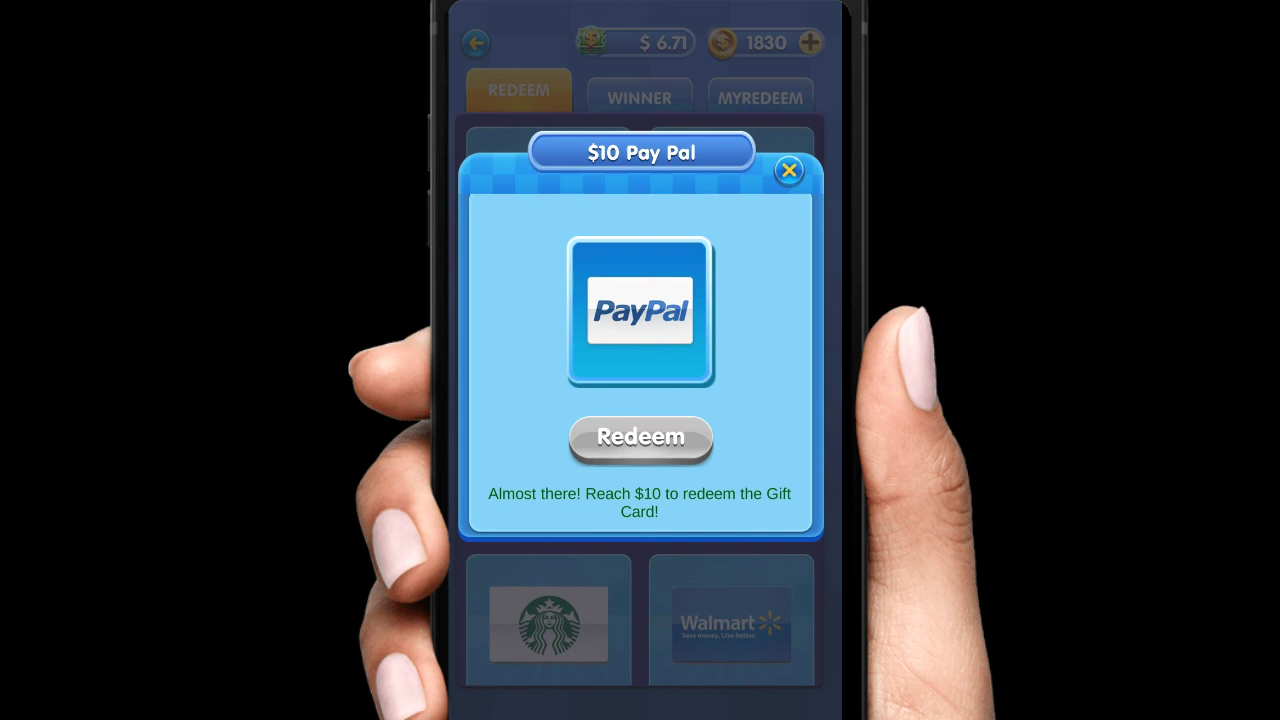 $ 6.71
1830
REDEEM
WINNER
MYREDEEM
$10 Pay Pal
PayPal
Redeem
Almost there! Reach $10 to redeem the Gift
Card!
Walmart
Save money. Live better.